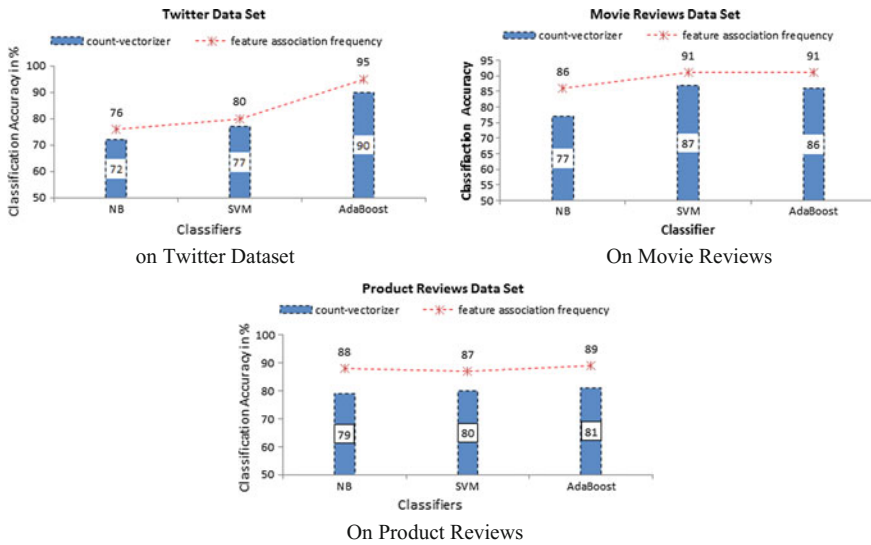 Twitter Data Set
count-vectorizer feature association frequency
Classification Accuracy in %
100
90
80
70
60
50
76
80
95
72
77
90
NB SVM AdaBoost
Classifiers
on Twitter Dataset
Movie Reviews Data Set
count-vectorizer feature association frequency
Classifiaction Accuracy
95
90
85
80
75
70
65
60
55
50
86
91
91
77
87
86
NB SVM AdaBoost
Classifier
On Movie Reviews
Product Reviews Data Set
count-vectorizer feature association frequency
Classification Accuracy in %
100
90
80
70
60
50
88
87
89
79
80
81
NB SVM AdaBoost
Classifiers
On Product Reviews